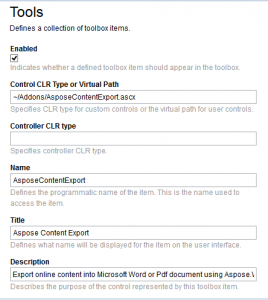 Tools
Defines a collection of toolbox items.
Enabled
Indicates whether a defined toolbox item should appear in the toolbox.
Control CLR Type or Virtual Path
~/Addons/AsposeContentExport.ascx
Specifies CLR type for custom controls or the virtual path for user controls.
Controller CLR type
Specifies controller CLR type.
Name
AsposeContentExport
Defines the programmatic name of the item. This is the name used to
access the item.
Title
Aspose Content Export
Defines what name will be displayed for the item on the user interface.
Description
Export online content into Microsoft Word or Pdf document using Aspose.W
Describes the purpose of the control represented by this toolbox item.